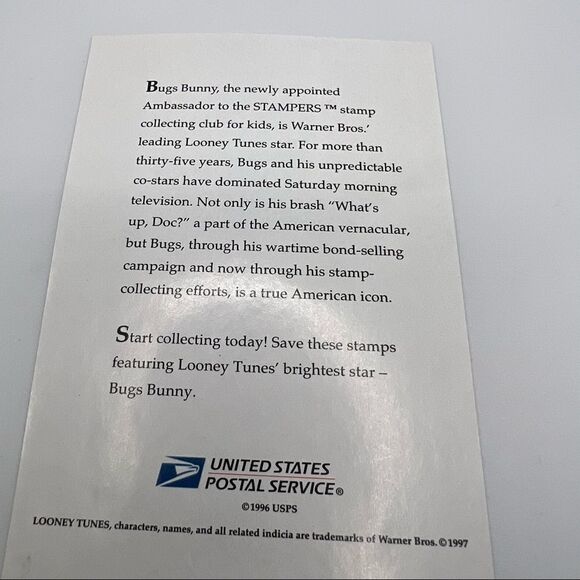 Bugs Bunny, the newly appointed
Ambassador to the STAMPERS ™ stamp
collecting club for kids, is Warner Bros.'
leading Looney Tunes star. For more than
thirty-five years, Bugs and his unpredictable
co-stars have dominated Saturday morning
television. Not only is his brash “What's
up, Doc?” a part of the American vernacular,
but Bugs, through his wartime bond-selling
campaign and now through his stamp-
collecting efforts, is a true American icon.
Start collecting today! Save these stamps
featuring Looney Tunes' brightest star –
Bugs Bunny.
UNITED STATES
POSTAL SERVICE®
©1996 USPS
LOONEY TUNES, characters, names, and all related indicia are trademarks of Warner Bros.©1997